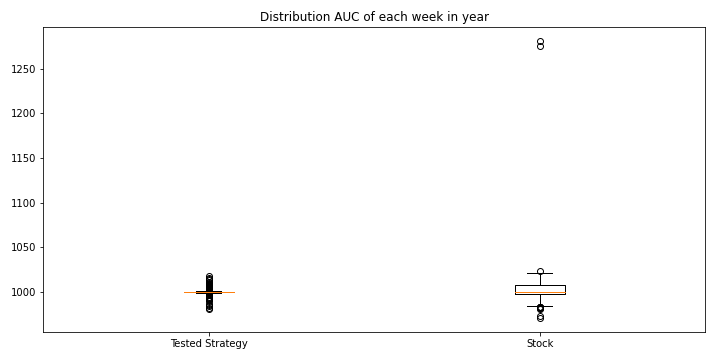 Distribution AUC of each week in year
1250
1200
1150
1100
1050
1000
Tested Strategy
Stock